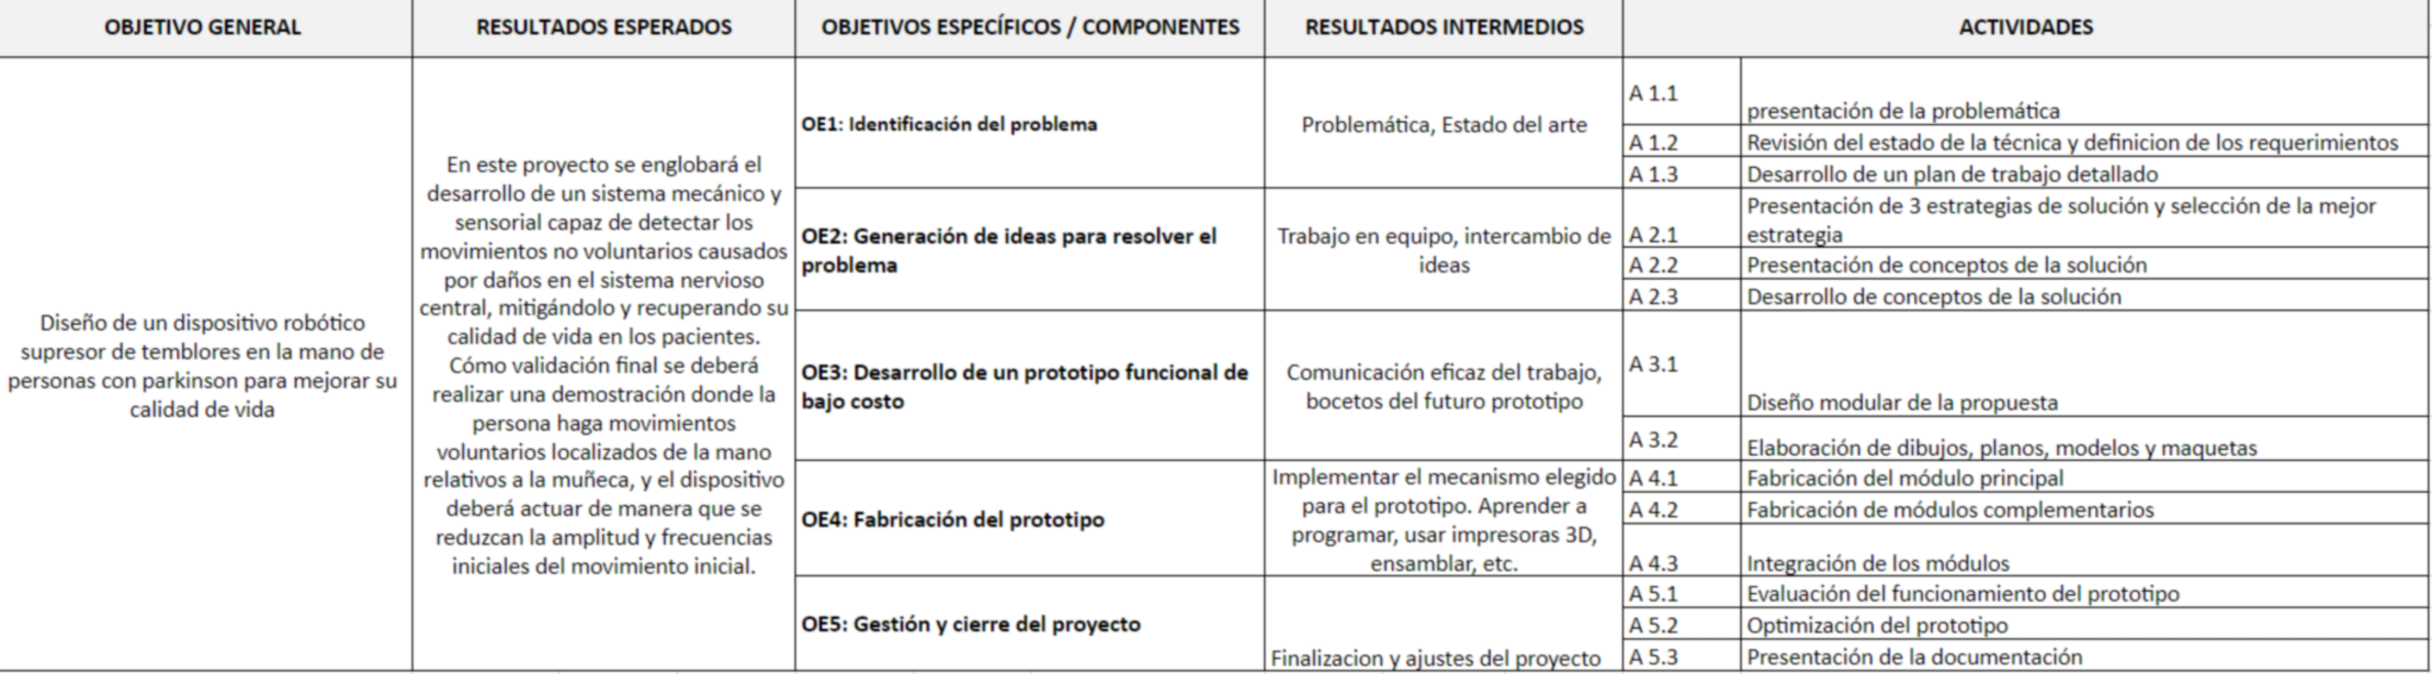 OBJETIVO GENERAL
RESULTADOS ESPERADOS
OBJETIVOS ESPECÍFICOS / COMPONENTES
RESULTADOS INTERMEDIOS
ACTIVIDADES
Diseño de un dispositivo robótico
supresor de temblores en la mano de
personas con parkinson para mejorar su
calidad de vida
En este proyecto se englobará el
desarrollo de un sistema mecánico y
sensorial capaz de detectar los
movimientos no voluntarios causados
por daños en el sistema nervioso
central, mitigándolo y recuperando su
calidad de vida en los pacientes.
Cómo validación final se deberá
realizar una demostración donde la
persona haga movimientos
voluntarios localizados de la mano
relativos a la muñeca, y el dispositivo
deberá actuar de manera que se
reduzcan la amplitud y frecuencias
iniciales del movimiento inicial.
OE1: Identificación del problema
Problemática, Estado del arte
A 1.1
presentación de la problemática
A 1.2
Revisión del estado de la técnica y definicion de los requerimientos
A 1.3
Desarrollo de un plan de trabajo detallado
OE2: Generación de ideas para resolver el
problema
Trabajo en equipo, intercambio de
ideas
A 2.1
Presentación de 3 estrategias de solución y selección de la mejor
estrategia
A 2.2
Presentación de conceptos de la solución
A 2.3
Desarrollo de conceptos de la solución
OE3: Desarrollo de un prototipo funcional de
bajo costo
Comunicación eficaz del trabajo,
bocetos del futuro prototipo
A 3.1
Diseño modular de la propuesta
A 3.2
Elaboración de dibujos, planos, modelos y maquetas
OE4: Fabricación del prototipo
Implementar el mecanismo elegido
para el prototipo. Aprender a
programar, usar impresoras 3D,
ensamblar, etc.
A 4.1
Fabricación del módulo principal
A 4.2
Fabricación de módulos complementarios
A 4.3
Integración de los módulos
OE5: Gestión y cierre del proyecto
Finalizacion y ajustes del proyecto
A 5.1
Evaluación del funcionamiento del prototipo
A 5.2
Optimización del prototipo
A 5.3
Presentación de la documentación